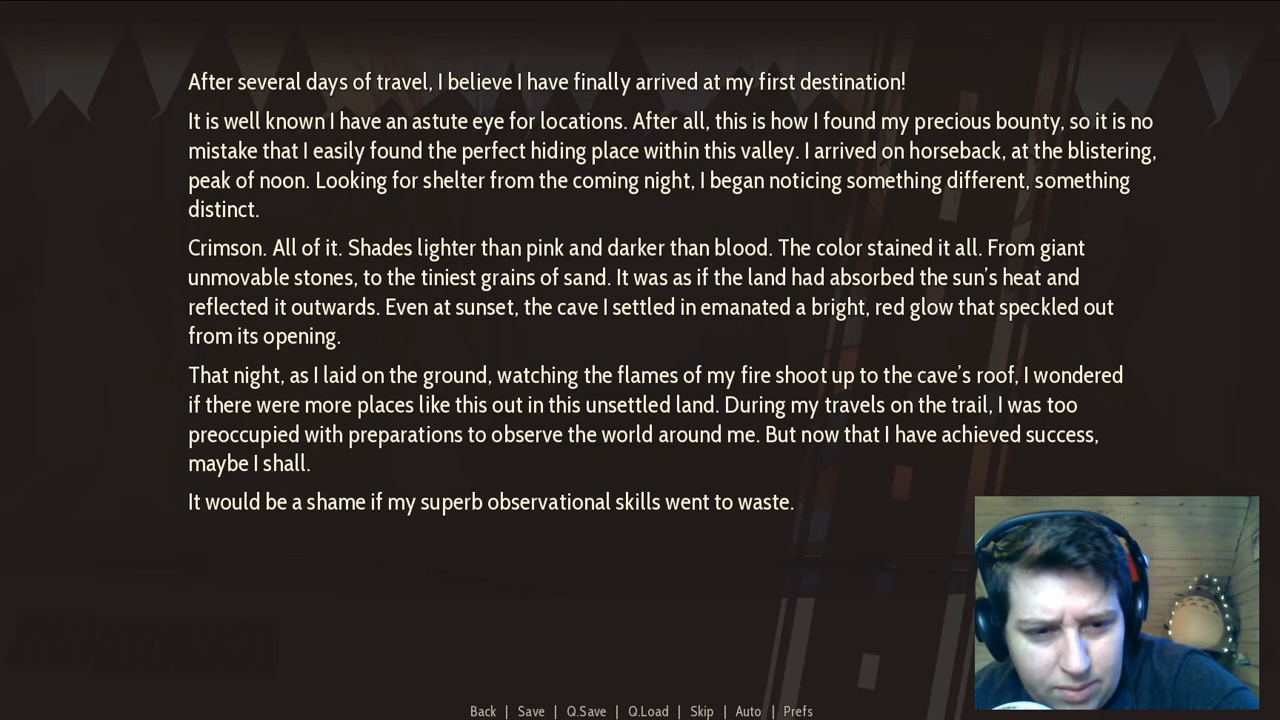 After several days of travel, I believe I have finally arrived at my first destination!
It is well known I have an astute eye for locations. After all, this is how I found my precious bounty, so it is no
mistake that I easily found the perfect hiding place within this valley. I arrived on horseback, at the blistering,
peak of noon. Looking for shelter from the coming night, I began noticing something different, something
distinct.
Crimson. All of it. Shades lighter than pink and darker than blood. The color stained it all. From giant
unmovable stones, to the tiniest grains of sand. It was as if the land had absorbed the sun's heat and
reflected it outwards. Even at sunset, the cave I settled in emanated a bright, red glow that speckled out
from its opening.
That night, as I laid on the ground, watching the flames of my fire shoot up to the cave's roof, I wondered
if there were more places like this out in this unsettled land. During my travels on the trail, I was too
preoccupied with preparations to observe the world around me. But now that I have achieved success,
maybe I shall.
It would be a shame if my superb observational skills went to waste.
Back | Save | Q.Save | Q.Load | Skip | Auto | Prefs